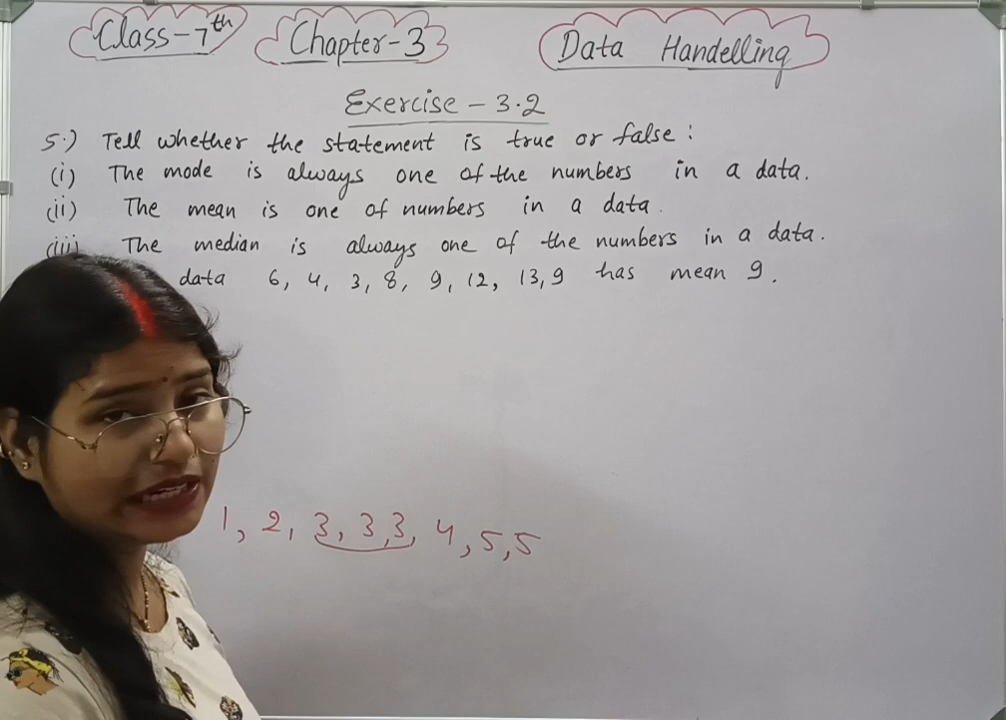 Class-7th Chapter-3 Data Handelling
Exercise - 3.2
5.) Tell whether the statement is true or false:
(i) The mode is always one of the numbers in a data.
(ii) The mean is one of numbers in a data.
(iii) The median is always one of the numbers in a data.
data 6, 4, 3, 8, 9, 12, 13, 9 has mean 9.
1, 2, 3, 3, 3, 4, 5, 5